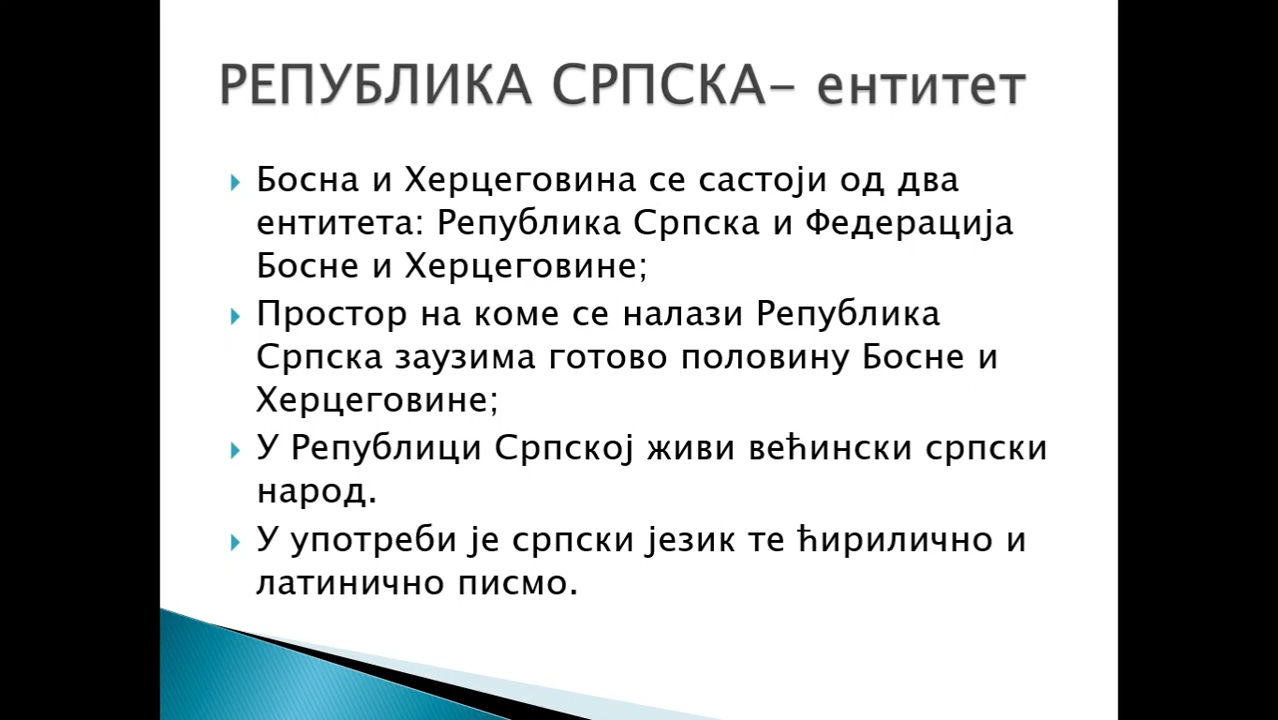 РЕПУБЛИКА СРПСКА- ентитет
Босна и Херцеговина се састоји од два
ентитета: Република Српска и Федерација
Босне и Херцеговине;
Простор на коме се налази Република
Српска заузима готово половину Босне и
Херцеговине;
У Републици Српској живи већински српски
народ.
У употреби је српски језик те ћирилично и
латинично писмо.